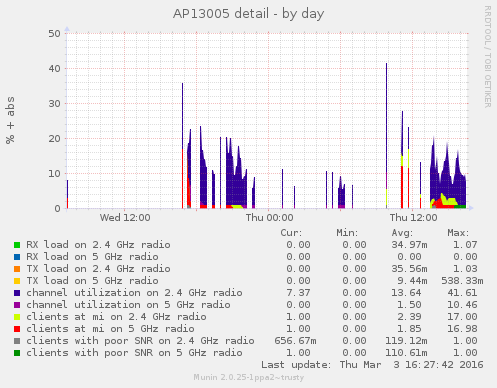 AP13005 detail - by day
RRDTOOL / TOBI OETIKER
% + abs
50
40
30
20
10
0
Wed 12:00 Thu 00:00 Thu 12:00
Cur: Min: Avg: Max:
RX load on 2.4 GHz radio 0.00 0.00 34.97m 1.07
RX load on 5 GHz radio 0.00 0.00 0.00 0.00
TX load on 2.4 GHz radio 0.00 0.00 35.56m 1.03
TX load on 5 GHz radio 0.00 0.00 9.44m 538.33m
channel utilization on 2.4 GHz radio 7.37 0.00 13.64 41.61
channel utilization on 5 GHz radio 0.00 0.00 1.50 10.46
clients at mi on 2.4 GHz radio 1.00 0.00 2.39 17.00
clients at mi on 5 GHz radio 1.00 0.00 1.85 16.98
clients with poor SNR on 2.4 GHz radio 656.67m 0.00 119.12m 1.00
clients with poor SNR on 5 GHz radio 1.00 0.00 110.61m 1.00
Last update: Thu Mar 3 16:27:42 2016
Munin 2.0.25-1ppa2~trusty